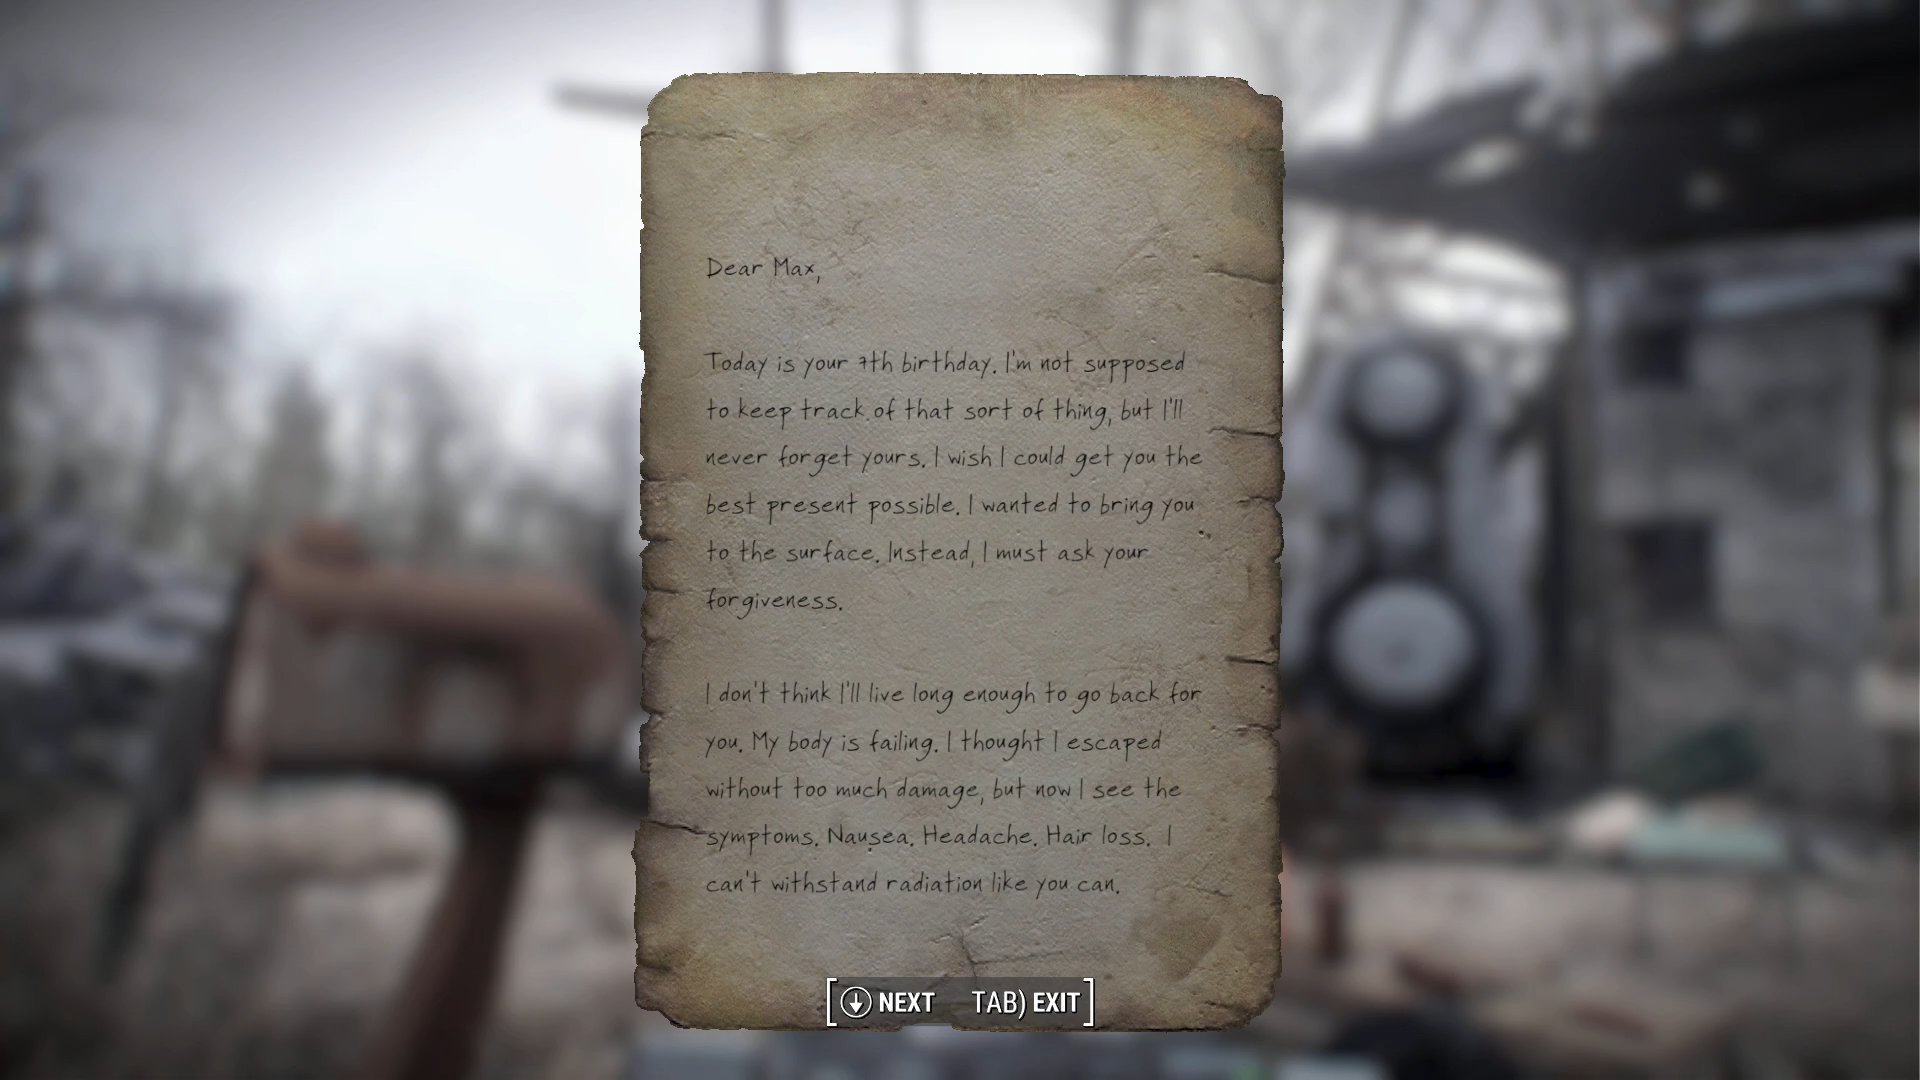 Dear Max,
Today is your 7th birthday. I'm not supposed
to keep track of that sort of thing, but I'll
never forget yours. I wish I could get you the
best present possible. I wanted to bring you
to the surface. Instead, I must ask your
forgiveness.
I don't think I'll live long enough to go back for
you. My body is failing. I thought I escaped
without too much damage, but now I see the
symptoms. Nausea. Headache. Hair loss. I
can't withstand radiation like you can.
NEXT TAB) EXIT